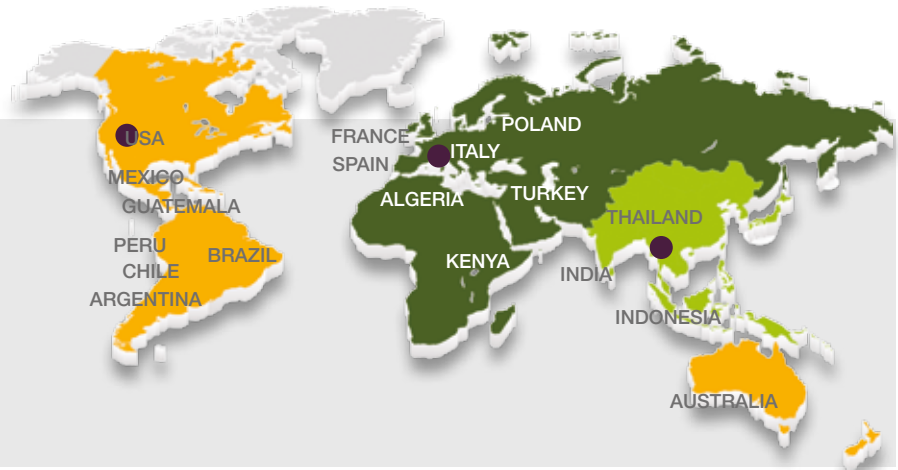 USA
MEXICO
GUATEMALA
PERU
BRAZIL
CHILE
ARGENTINA
FRANCE
SPAIN
POLAND
ITALY
ALGERIA
TURKEY
KENYA
THAILAND
INDIA
INDONESIA
AUSTRALIA